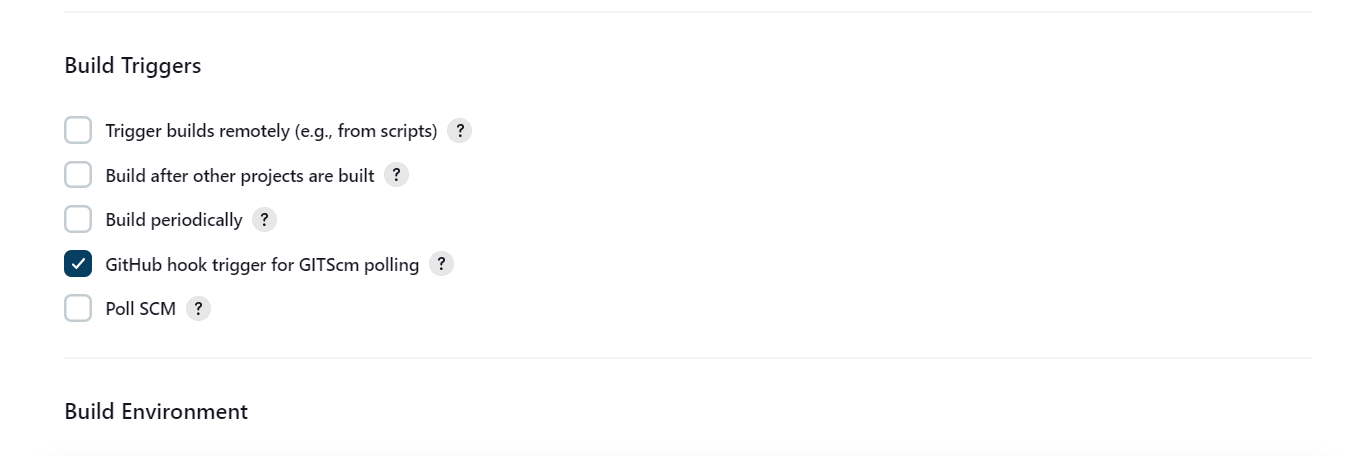 Build Triggers
Trigger builds remotely (e.g., from scripts) ?
Build after other projects are built ?
Build periodically ?
GitHub hook trigger for GITScm polling ?
Poll SCM ?
Build Environment